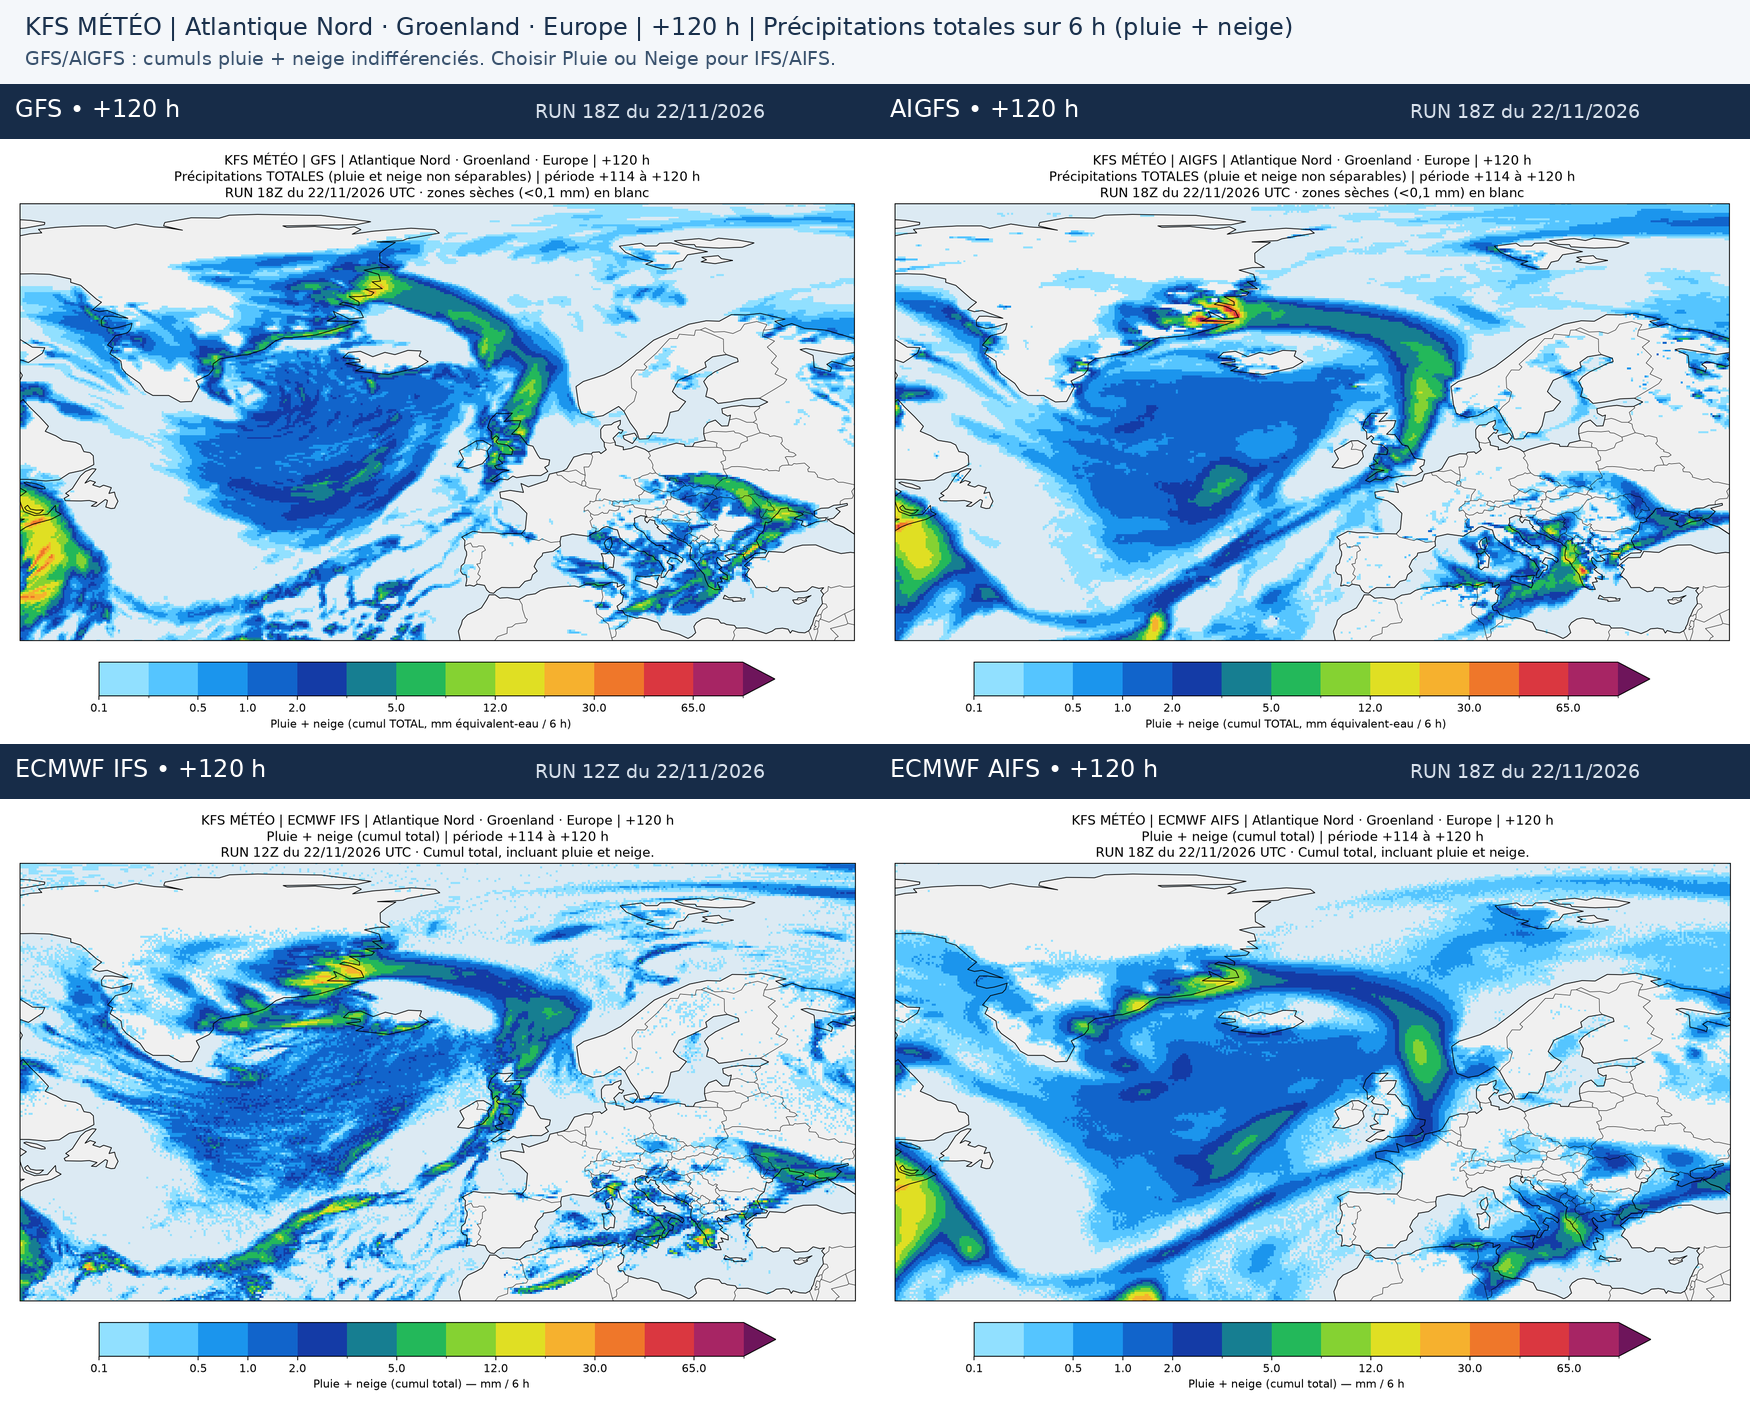 KFS MÉTÉO | Atlantique Nord · Groenland · Europe | +120 h | Précipitations totales sur 6 h (pluie + neige)
GFS/AIGFS : cumuls pluie + neige indifférenciés. Choisir Pluie ou Neige pour IFS/AIFS.
GFS • +120 h
RUN 18Z du 22/11/2026
AIGFS • +120 h
RUN 18Z du 22/11/2026
KFS MÉTÉO | GFS | Atlantique Nord · Groenland · Europe | +120 h
Précipitations TOTALES (pluie et neige non séparables) | période +114 à +120 h
RUN 18Z du 22/11/2026 UTC · zones sèches (<0,1 mm) en blanc
KFS MÉTÉO | AIGFS | Atlantique Nord · Groenland · Europe | +120 h
Précipitations TOTALES (pluie et neige non séparables) | période +114 à +120 h
RUN 18Z du 22/11/2026 UTC · zones sèches (<0,1 mm) en blanc
0.1 0.5 1.0 2.0 5.0 12.0 30.0 65.0
Pluie + neige (cumul TOTAL, mm équivalent-eau / 6 h)
0.1 0.5 1.0 2.0 5.0 12.0 30.0 65.0
Pluie + neige (cumul TOTAL, mm équivalent-eau / 6 h)
ECMWF IFS • +120 h
RUN 12Z du 22/11/2026
ECMWF AIFS • +120 h
RUN 18Z du 22/11/2026
KFS MÉTÉO | ECMWF IFS | Atlantique Nord · Groenland · Europe | +120 h
Pluie + neige (cumul total) | période +114 à +120 h
RUN 12Z du 22/11/2026 UTC · Cumul total, incluant pluie et neige.
KFS MÉTÉO | ECMWF AIFS | Atlantique Nord · Groenland · Europe | +120 h
Pluie + neige (cumul total) | période +114 à +120 h
RUN 18Z du 22/11/2026 UTC · Cumul total, incluant pluie et neige.
0.1 0.5 1.0 2.0 5.0 12.0 30.0 65.0
Pluie + neige (cumul total) — mm / 6 h
0.1 0.5 1.0 2.0 5.0 12.0 30.0 65.0
Pluie + neige (cumul total) — mm / 6 h